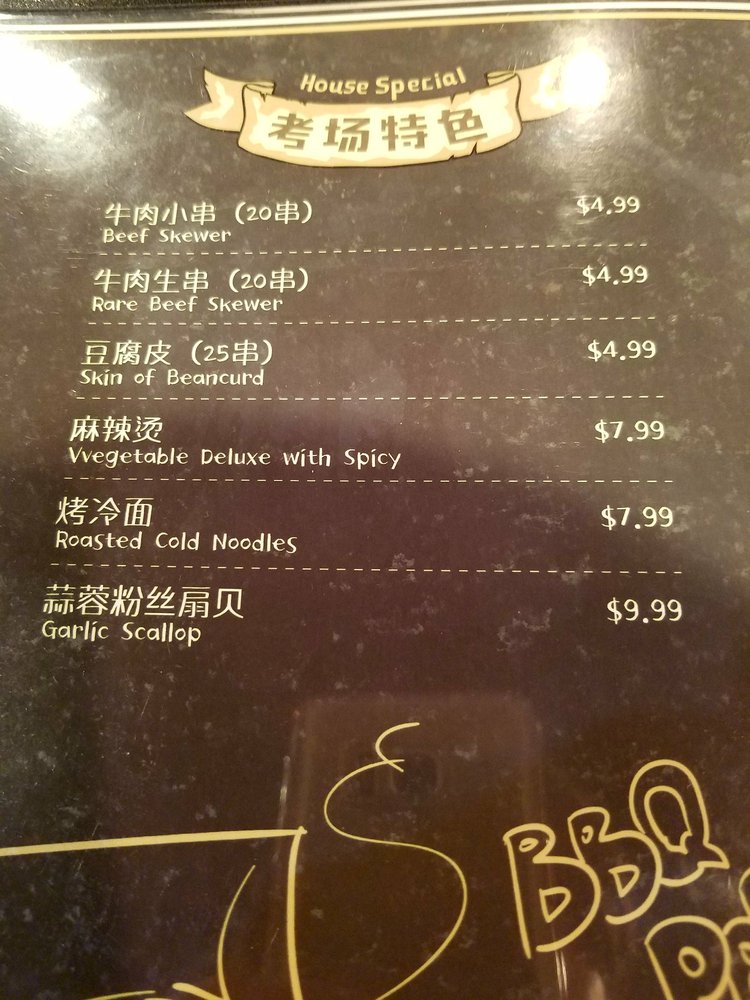 House Special
考场特色
牛肉小串 (20串) $4.99
Beef Skewer
牛肉生串 (20串) $4.99
Rare Beef Skewer
豆腐皮 (25串) $4.99
Skin of Beancurd
麻辣烫 $7.99
Vvegetable Deluxe with Spicy
烤冷面 $7.99
Roasted Cold Noodles
蒜蓉粉丝扇贝 $9.99
Garlic Scallop
BBQ